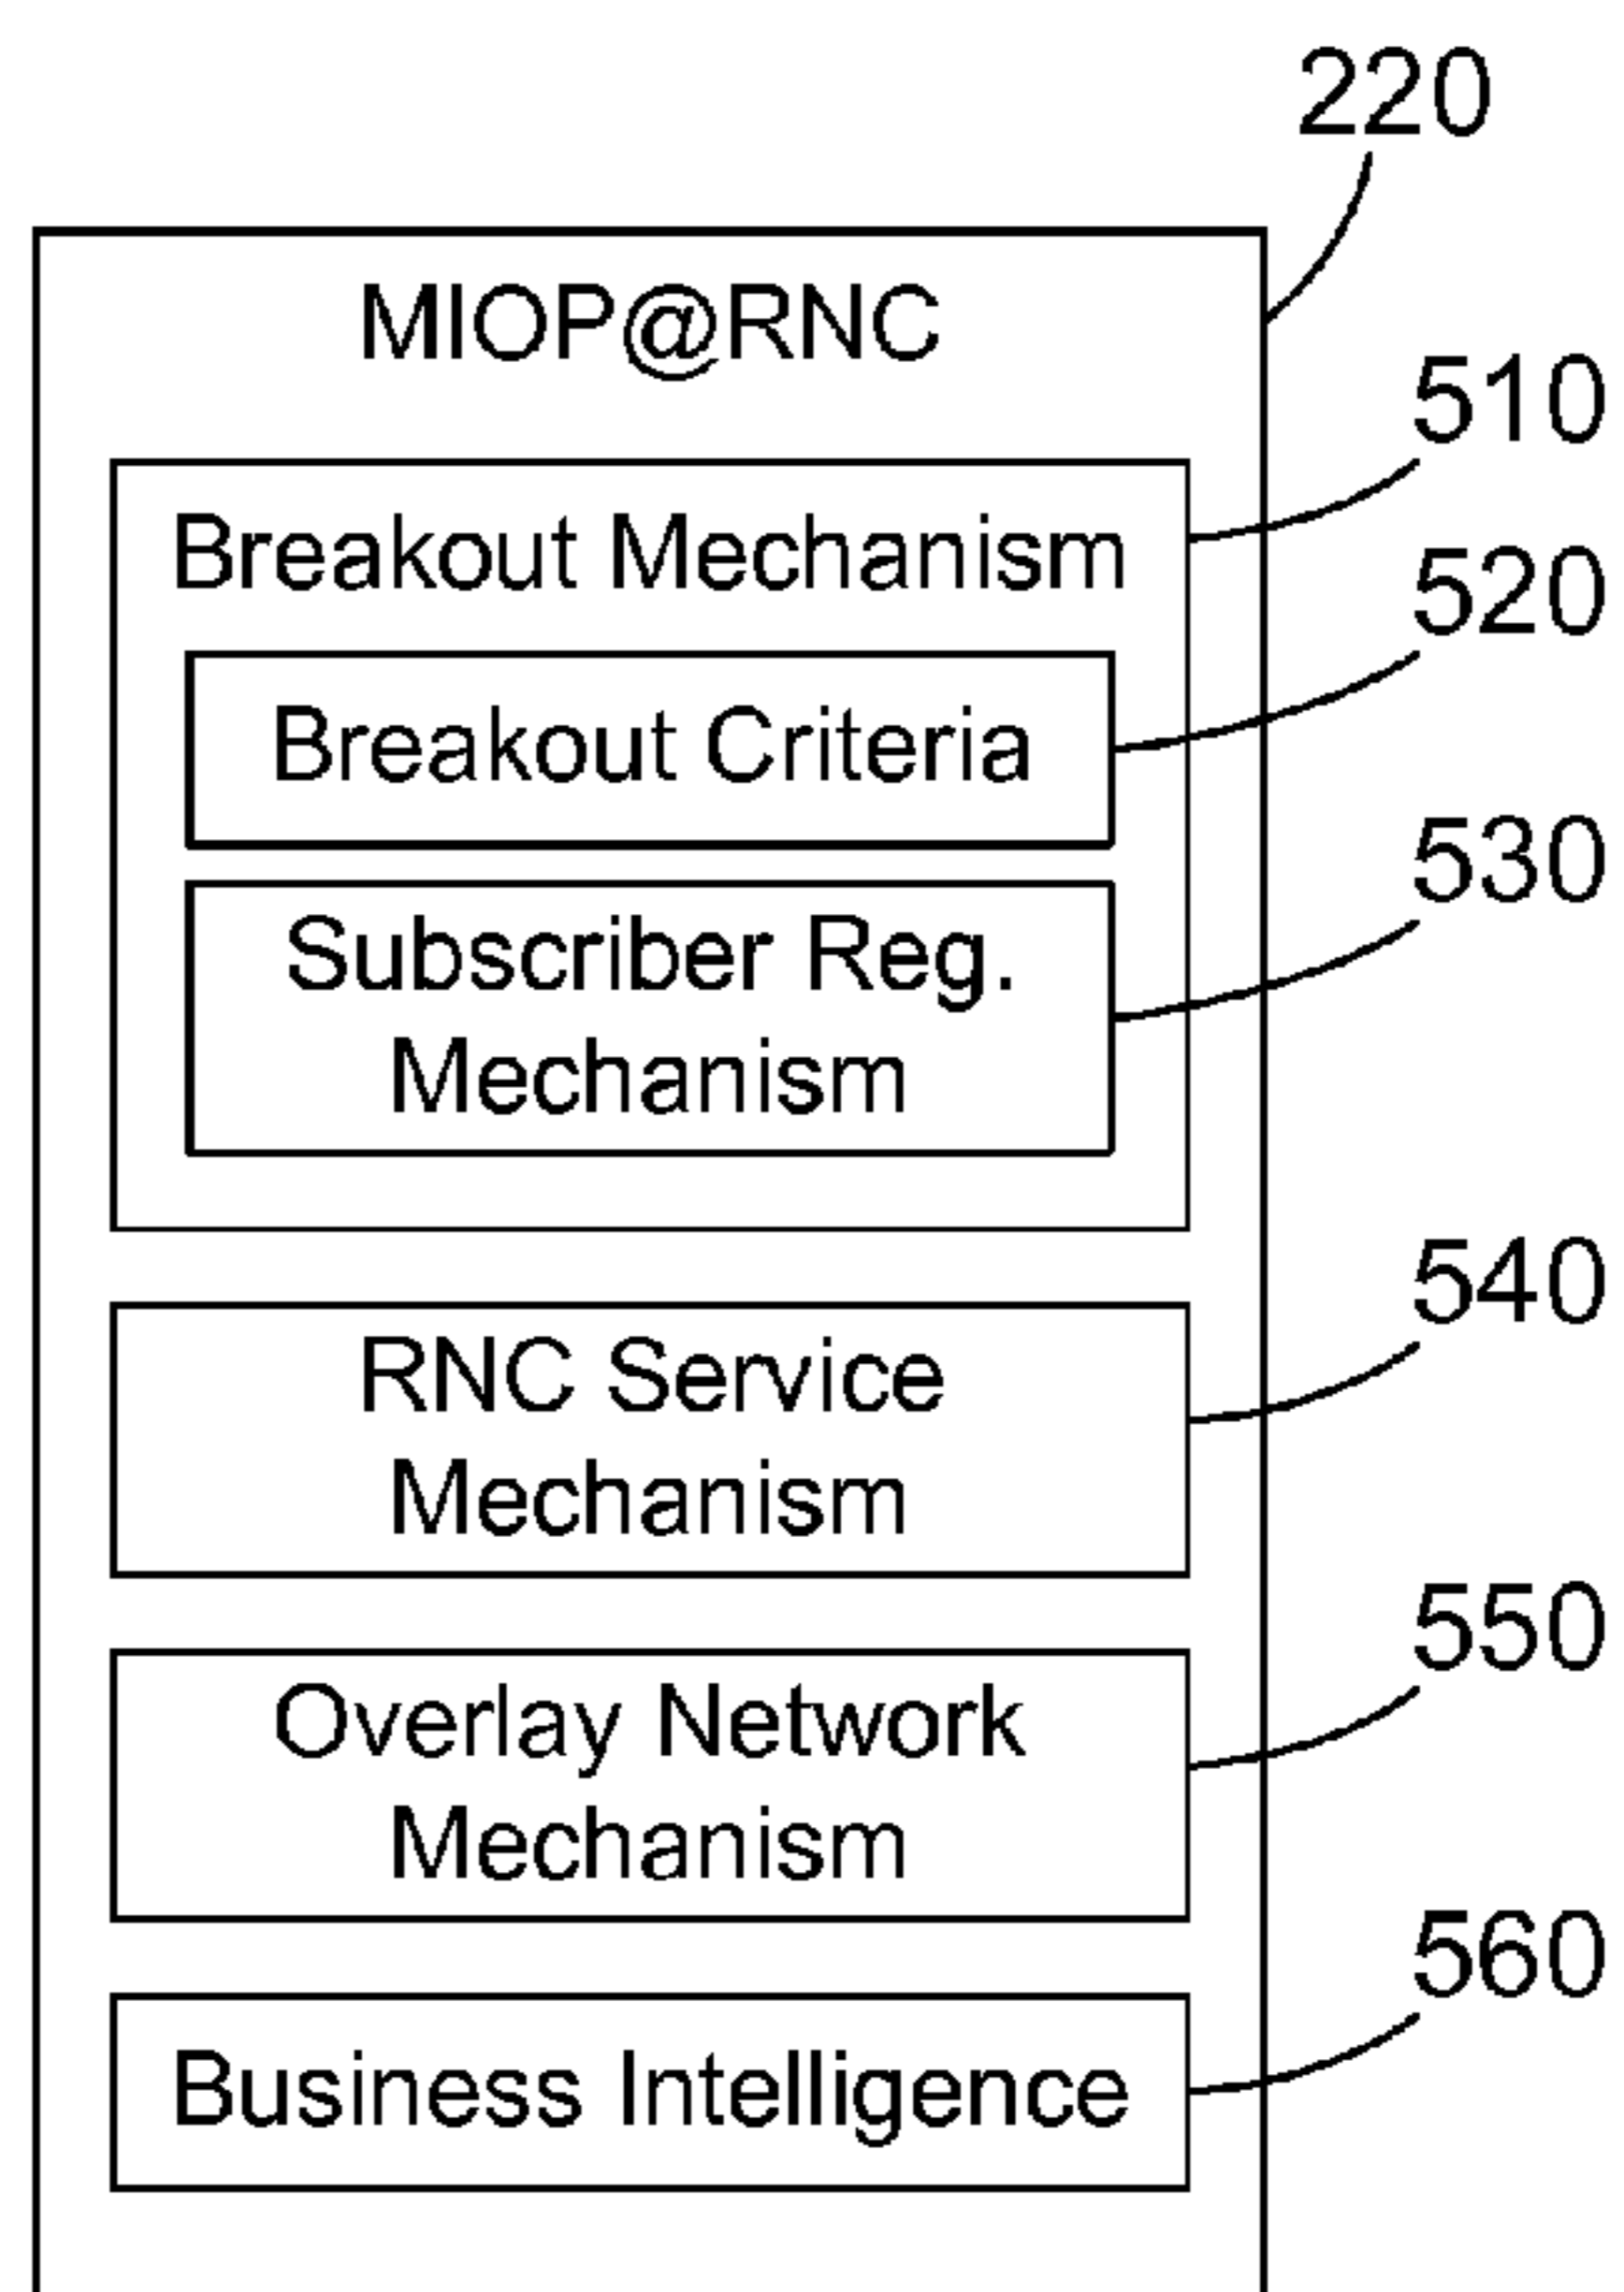 220
MIOP@RNC
510
Breakout Mechanism
520
Breakout Criteria
530
Subscriber Reg.
Mechanism
540
RNC Service
Mechanism
550
Overlay Network
Mechanism
560
Business Intelligence